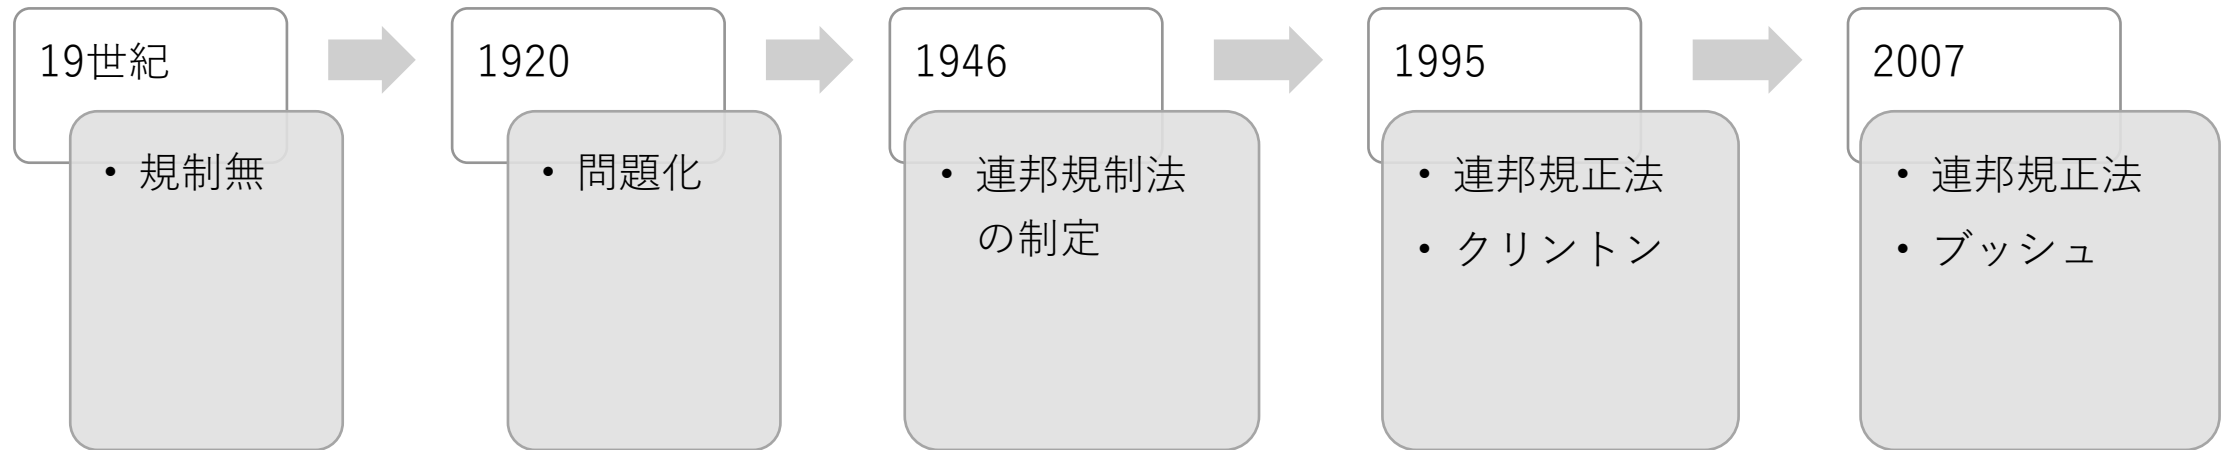 19世紀
• 規制無
1920
• 問題化
1946
• 連邦規制法
の制定
1995
• 連邦規正法
• クリントン
2007
• 連邦規正法
• ブッシュ